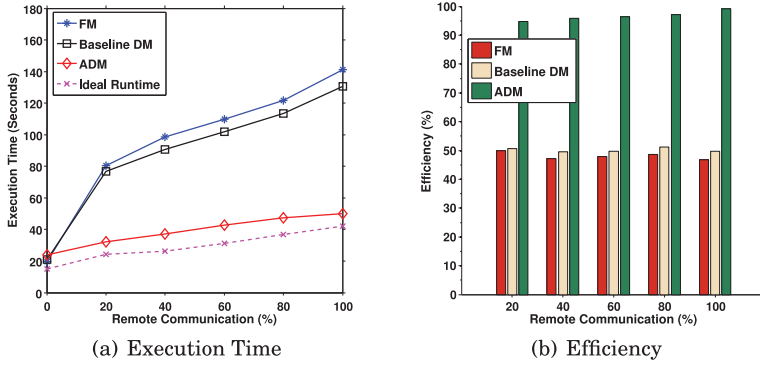 180
160
140
120
100
80
60
40
20
0
Execution Time (Seconds)
FM
Baseline DM
ADM
Ideal Runtime
0 20 40 60 80 100
Remote Communication (%)
(a) Execution Time
100
90
80
70
60
50
40
30
20
10
0
Efficiency (%)
FM
Baseline DM
ADM
20 40 60 80 100
Remote Communication (%)
(b) Efficiency